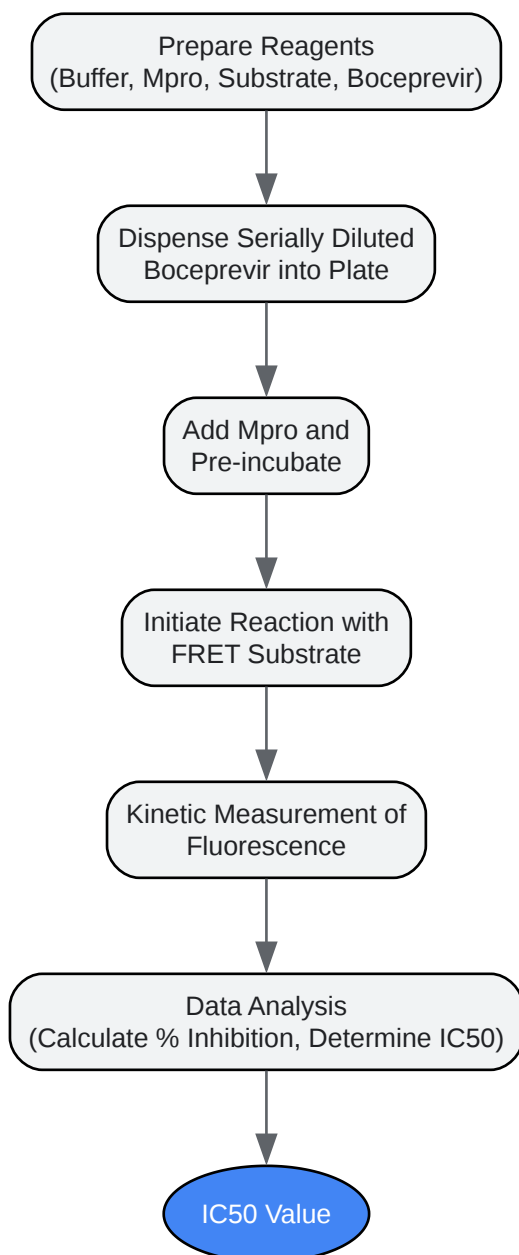 Prepare Reagents
(Buffer, Mpro, Substrate, Boceprevir)
Dispense Serially Diluted
Boceprevir into Plate
Add Mpro and
Pre-incubate
Initiate Reaction with
FRET Substrate
Kinetic Measurement of
Fluorescence
Data Analysis
(Calculate % Inhibition, Determine IC50)
IC50 Value